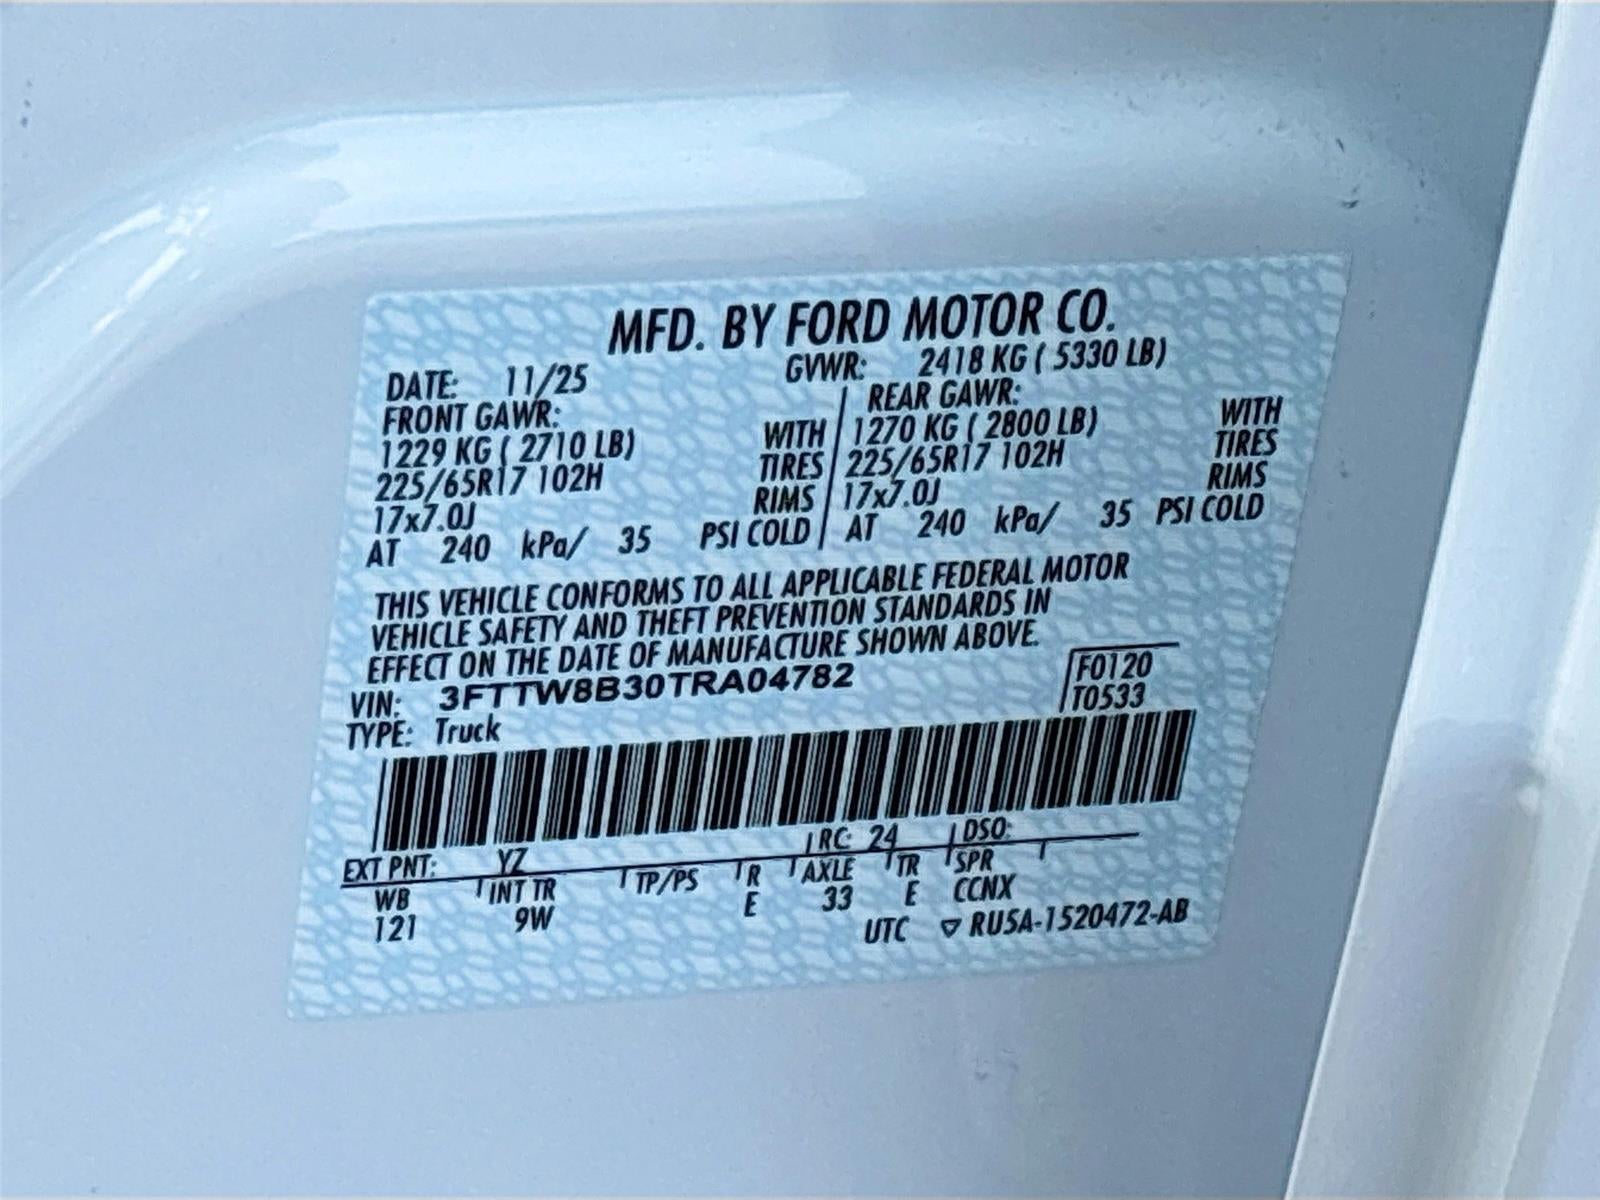 MFD. BY FORD MOTOR CO.
DATE: 11/25 GVWR: 2418 KG ( 5330 LB)
FRONT GAWR: REAR GAWR:
1229 KG ( 2710 LB) WITH 1270 KG ( 2800 LB) WITH
225/65R17 102H TIRES 225/65R17 102H TIRES
17x7.0J RIMS 17x7.0J RIMS
AT 240 kPa/ 35 PSI COLD AT 240 kPa/ 35 PSI COLD
THIS VEHICLE CONFORMS TO ALL APPLICABLE FEDERAL MOTOR
VEHICLE SAFETY AND THEFT PREVENTION STANDARDS IN
EFFECT ON THE DATE OF MANUFACTURE SHOWN ABOVE.
VIN: 3FTTW8B30TRA04782 F0120
TYPE: Truck T0533
EXT PNT: YZ RC: 24 DSO:
WB INT TR TP/PS R AXLE TR SPR
121 9W E 33 E CCNX
UTC ▽ RU5A-1520472-AB